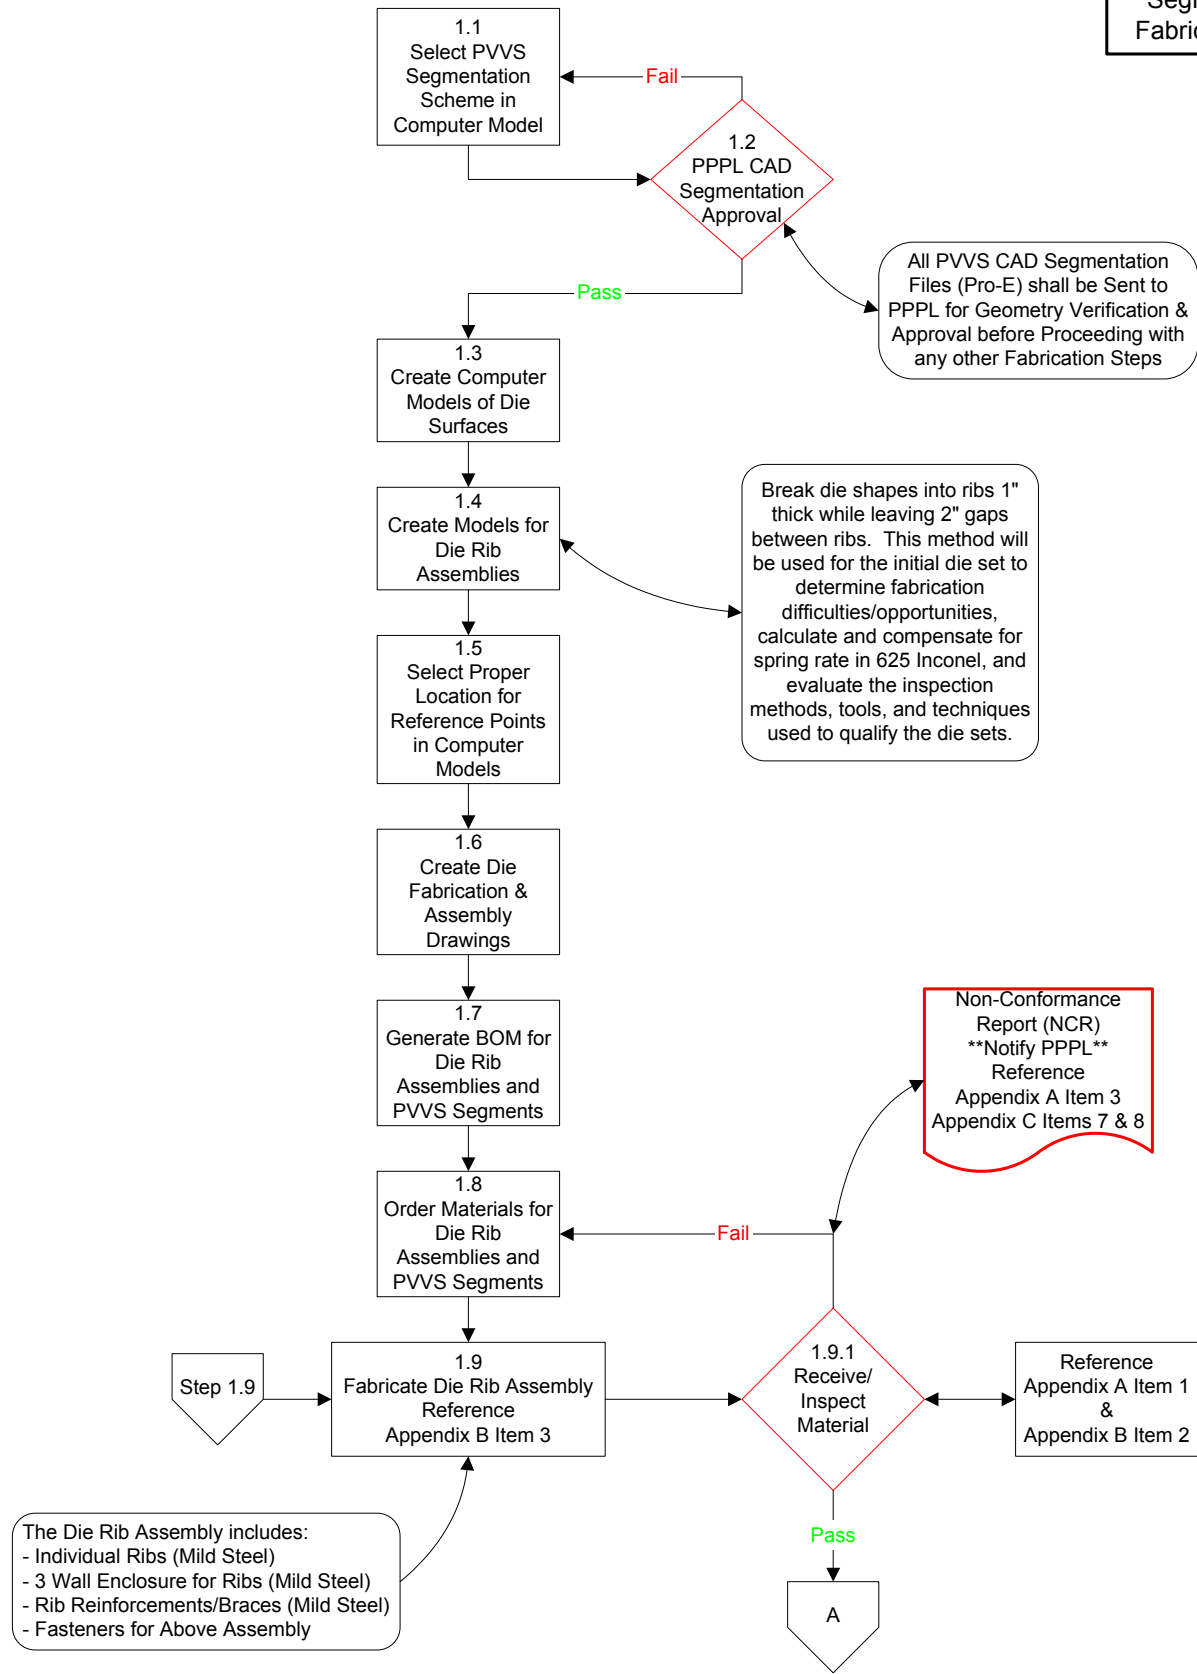 Fabric
1.1
Select PVVS
Segmentation
Scheme in
Computer Model
Fail
1.2
PPPL CAD
Segmentation
Approval
All PVVS CAD Segmentation
Files (Pro-E) shall be Sent to
PPPL for Geometry Verification &
Approval before Proceeding with
any other Fabrication Steps
Pass
1.3
Create Computer
Models of Die
Surfaces
1.4
Create Models for
Die Rib
Assemblies
Break die shapes into ribs 1"
thick while leaving 2" gaps
between ribs. This method will
be used for the initial die set to
determine fabrication
difficulties/opportunities,
calculate and compensate for
spring rate in 625 Inconel, and
evaluate the inspection
methods, tools, and techniques
used to qualify the die sets.
1.5
Select Proper
Location for
Reference Points
in Computer
Models
1.6
Create Die
Fabrication &
Assembly
Drawings
1.7
Generate BOM for
Die Rib
Assemblies and
PVVS Segments
Non-Conformance
Report (NCR)
**Notify PPPL**
Reference
Appendix A Item 3
Appendix C Items 7 & 8
1.8
Order Materials for
Die Rib
Assemblies and
PVVS Segments
Fail
Step 1.9
1.9
Fabricate Die Rib Assembly
Reference
Appendix B Item 3
1.9.1
Receive/
Inspect
Material
Reference
Appendix A Item 1
&
Appendix B Item 2
The Die Rib Assembly includes:
- Individual Ribs (Mild Steel)
- 3 Wall Enclosure for Ribs (Mild Steel)
- Rib Reinforcements/Braces (Mild Steel)
- Fasteners for Above Assembly
Pass
A